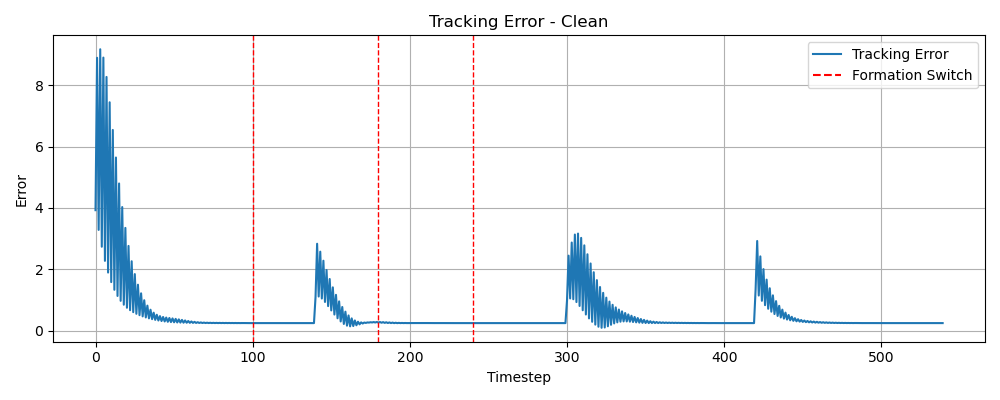 Tracking Error - Clean
Tracking Error
Formation Switch
Error
8
6
4
2
0
0 100 200 300 400 500
Timestep